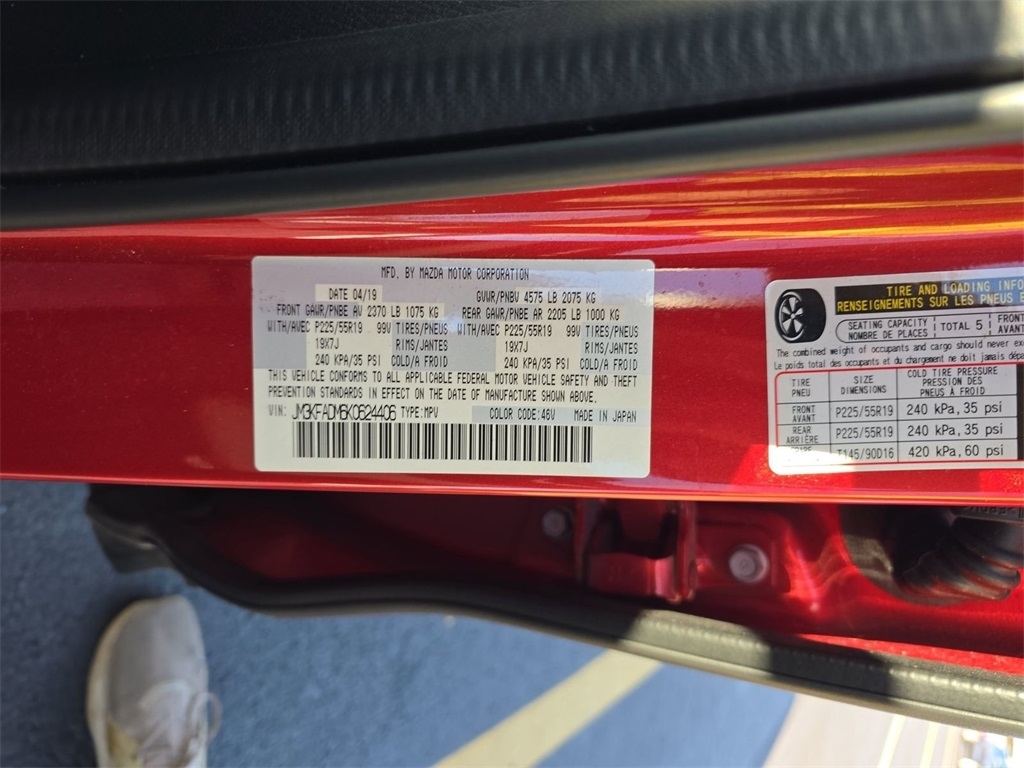 MFD. BY MAZDA MOTOR CORPORATION
DATE 04/19 GVWR/PNBV 4575 LB 2075 KG
FRONT GAWR/PNBE AV 2370 LB 1075 KG REAR GAWR/PNBE AR 2205 LB 1000 KG
WITH/AVEC P225/55R19 99V TIRES/PNEUS WITH/AVEC P225/55R19 99V TIRES/PNEUS
19X7J RIMS/JANTES 19X7J RIMS/JANTES
240 KPA/35 PSI COLD/A FROID 240 KPA/35 PSI COLD/A FROID
THIS VEHICLE CONFORMS TO ALL APPLICABLE FEDERAL MOTOR VEHICLE SAFETY AND THEFT
PREVENTION STANDARDS IN EFFECT ON THE DATE OF MANUFACTURE SHOWN ABOVE.
VIN: JM3KFADM6K0624406 TYPE:MPV COLOR CODE:46V MADE IN JAPAN
TIRE AND LOADING INFO
RENSEIGNEMENTS SUR LES PNEUS E
SEATING CAPACITY TOTAL 5 FRONT
NOMBRE DE PLACES AVANT
The combined weight of occupants and cargo should never
Le poids total des occupants et du chargement ne doit jamais
TIRE SIZE COLD TIRE PRESSURE
PNEU DIMENSIONS PRESSION DES
PNEUS À FROID
FRONT P225/55R19 240 kPa, 35 psi
AVANT
REAR P225/55R19 240 kPa, 35 psi
ARRIÈRE
T145/90D16 420 kPa, 60 psi